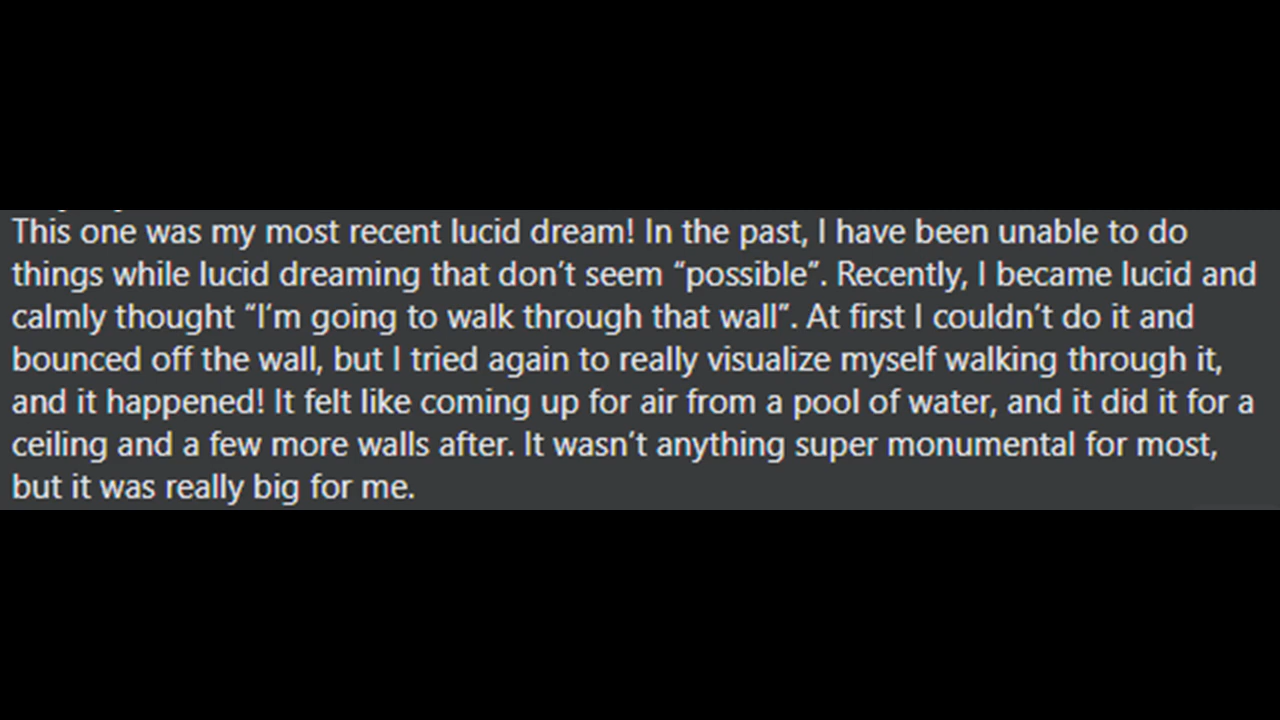 This one was my most recent lucid dream! In the past, I have been unable to do
things while lucid dreaming that don’t seem “possible”. Recently, I became lucid and
calmly thought “I’m going to walk through that wall”. At first I couldn’t do it and
bounced off the wall, but I tried again to really visualize myself walking through it,
and it happened! It felt like coming up for air from a pool of water, and it did it for a
ceiling and a few more walls after. It wasn’t anything super monumental for most,
but it was really big for me.